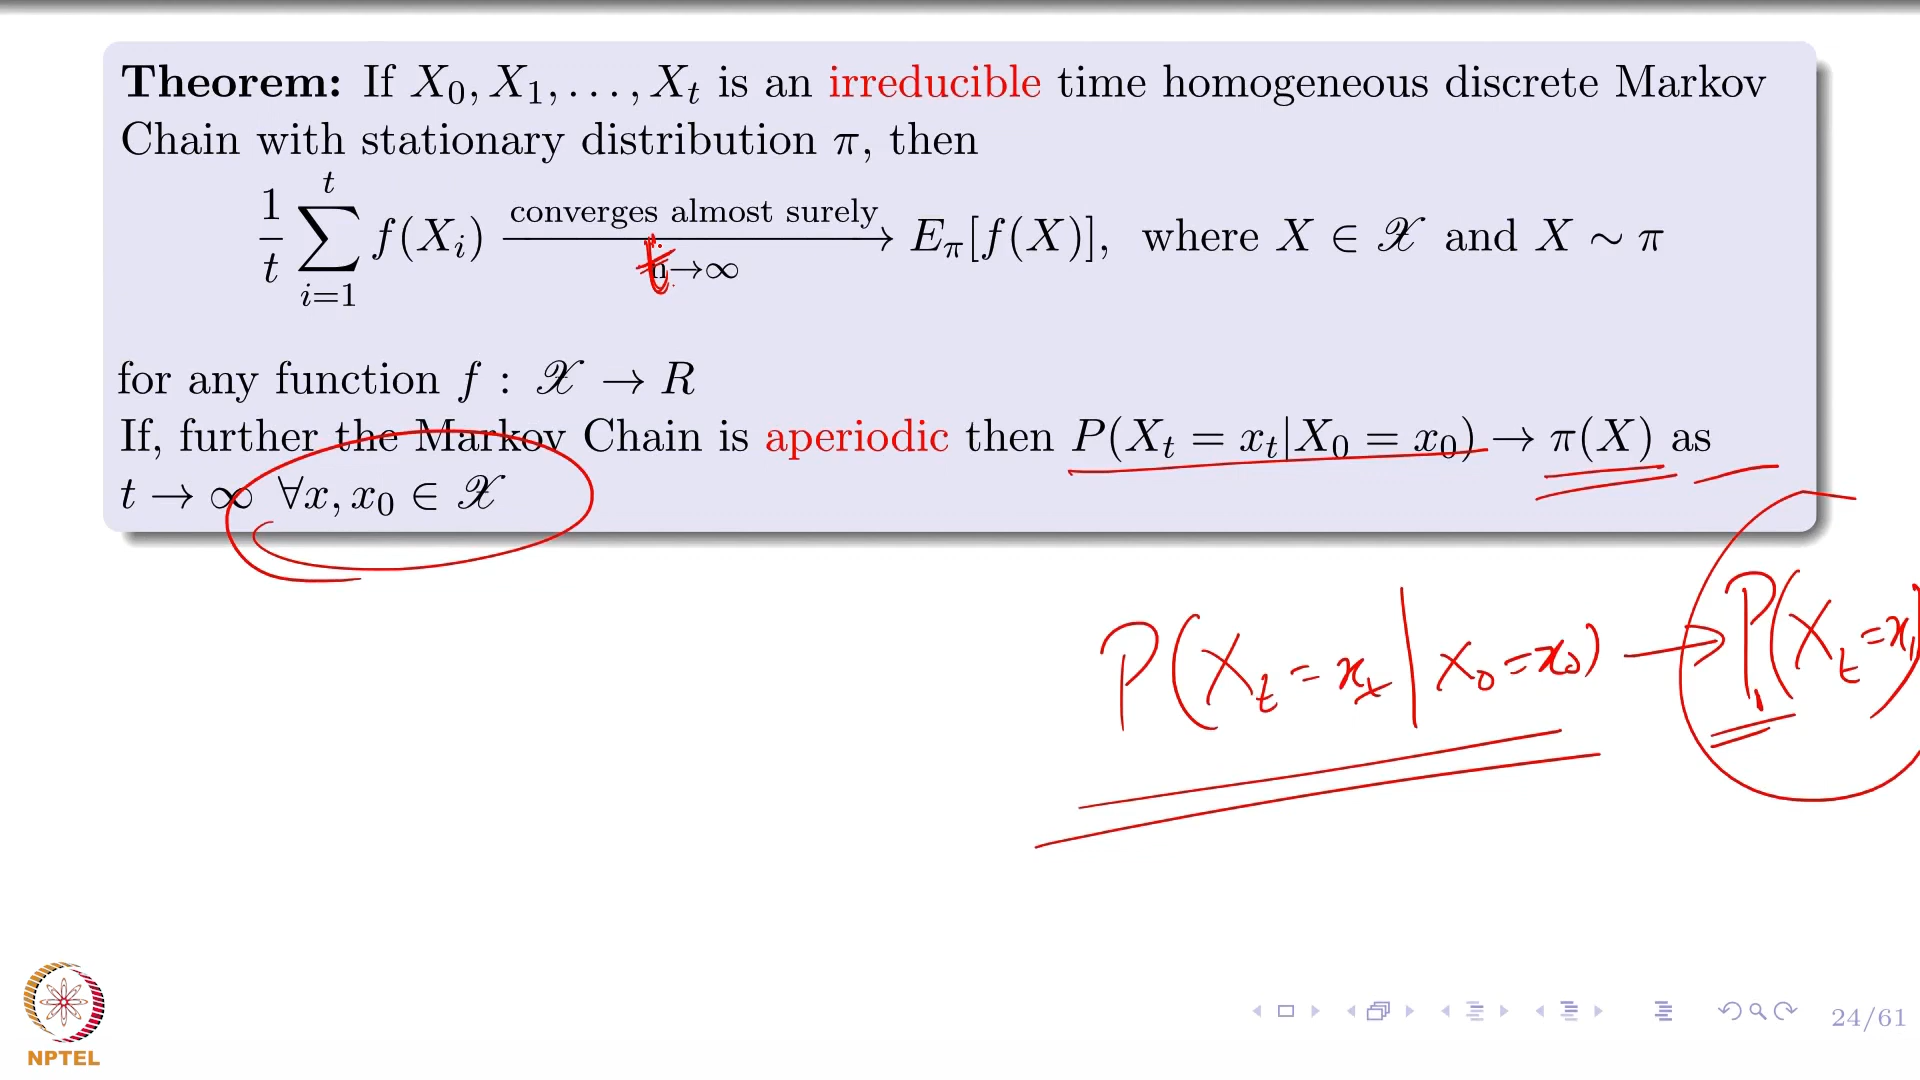 Theorem: If X₀, X₁, . . . , Xₜ is an irreducible time homogeneous discrete Markov
Chain with stationary distribution π, then
1/t ∑ᵢ₌₁ᵗ f(Xᵢ) converges almost surely n→∞ t E_π[f(X)], where X ∈ 𝒳 and X ∼ π
for any function f : 𝒳 → R
If, further the Markov Chain is aperiodic then P(Xₜ = xₜ|X₀ = x₀) → π(X) as
t → ∞ ∀x, x₀ ∈ 𝒳
P(Xₜ = xₜ | X₀ = x₀) → P(Xₜ =
24/61
NPTEL